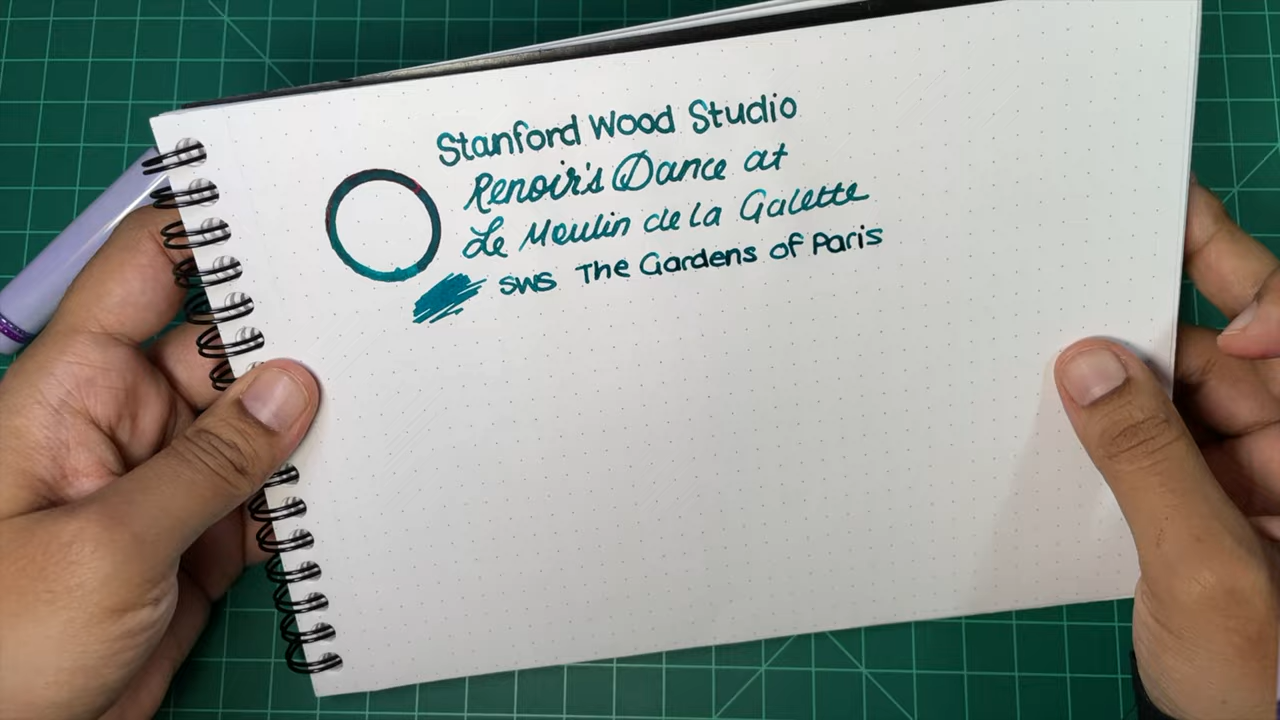 Stanford Wood Studio
Renoir's Dance at
Le Moulin de la Galette
SWS The Gardens of Paris